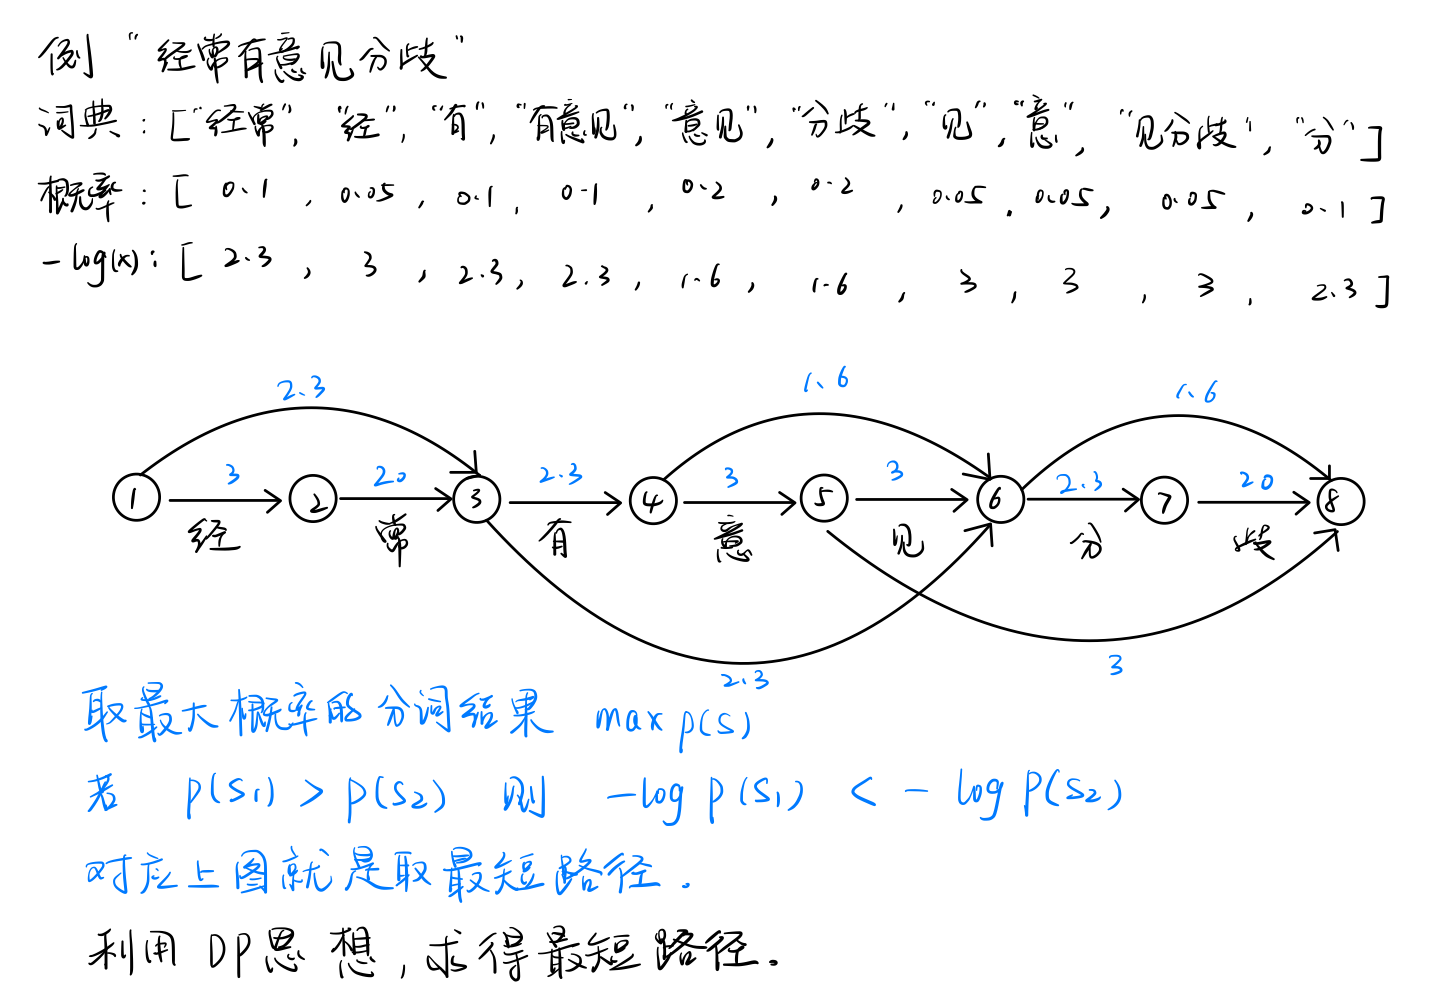 例 "经常有意见分歧"
词典：["经常", "经", "有", "有意见", "意见", "分歧", "见", "意", "见分歧", "分"]
概率：[ 0.1 , 0.05 , 0.1 , 0.1 , 0.2 , 0.2 , 0.05 , 0.05 , 0.05 , 0.1 ]
-log(x): [ 2.3 , 3 , 2.3 , 2.3 , 1.6 , 1.6 , 3 , 3 , 3 , 2.3 ]
2.3 1.6 1.6
3 20 2.3 3 3 2.3 20
1 2 3 4 5 6 7 8
经 常 有 意 见 分 歧
2.3 3
取最大概率的分词结果 max p(s)
若 p(s1) > p(s2) 则 -log p(s1) < - log p(s2)
对应上图就是取最短路径.
利用DP思想,求得最短路径.